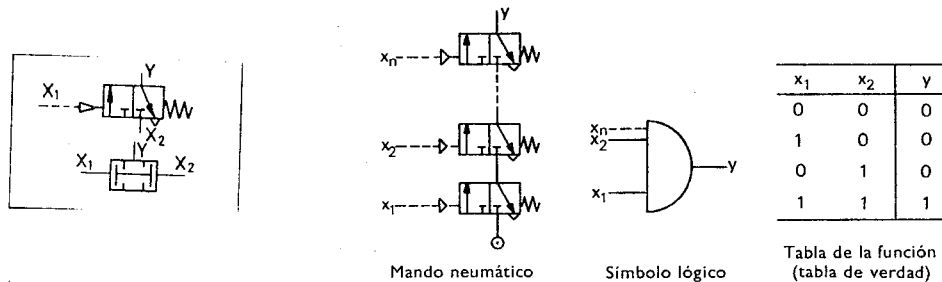 X₁
Y
X₂
Y
X₁
X₂
y
xₙ
x₂
x₁
Mando neumático
xₙ
x₂
x₁
y
Símbolo lógico
x₁ x₂ y
0 0 0
1 0 0
0 1 0
1 1 1
Tabla de la función
(tabla de verdad)